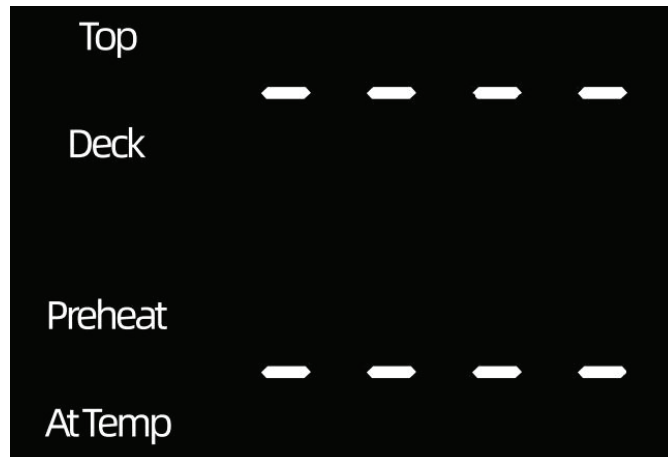 Top
– – – –
Deck
Preheat
– – – –
At Temp